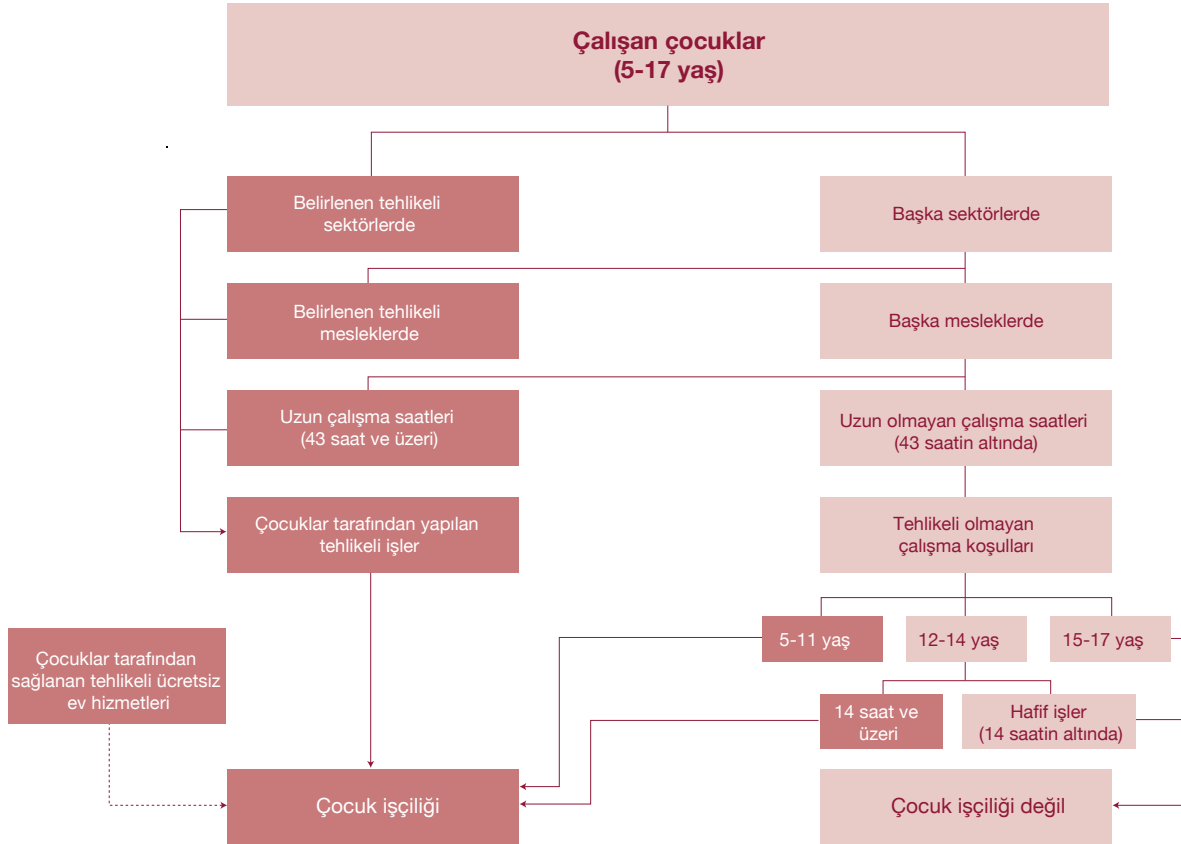 Çalışan çocuklar
(5-17 yaş)
Belirlenen tehlikeli
sektörlerde
Başka sektörlerde
Belirlenen tehlikeli
mesleklerde
Başka mesleklerde
Uzun çalışma saatleri
(43 saat ve üzeri)
Uzun olmayan çalışma saatleri
(43 saatin altında)
Çocuklar tarafından yapılan
tehlikeli işler
Tehlikeli olmayan
çalışma koşulları
5-11 yaş
12-14 yaş
15-17 yaş
Çocuklar tarafından
sağlanan tehlikeli ücretsiz
ev hizmetleri
14 saat ve
üzeri
Hafif işler
(14 saatin altında)
Çocuk işçiliği
Çocuk işçiliği değil